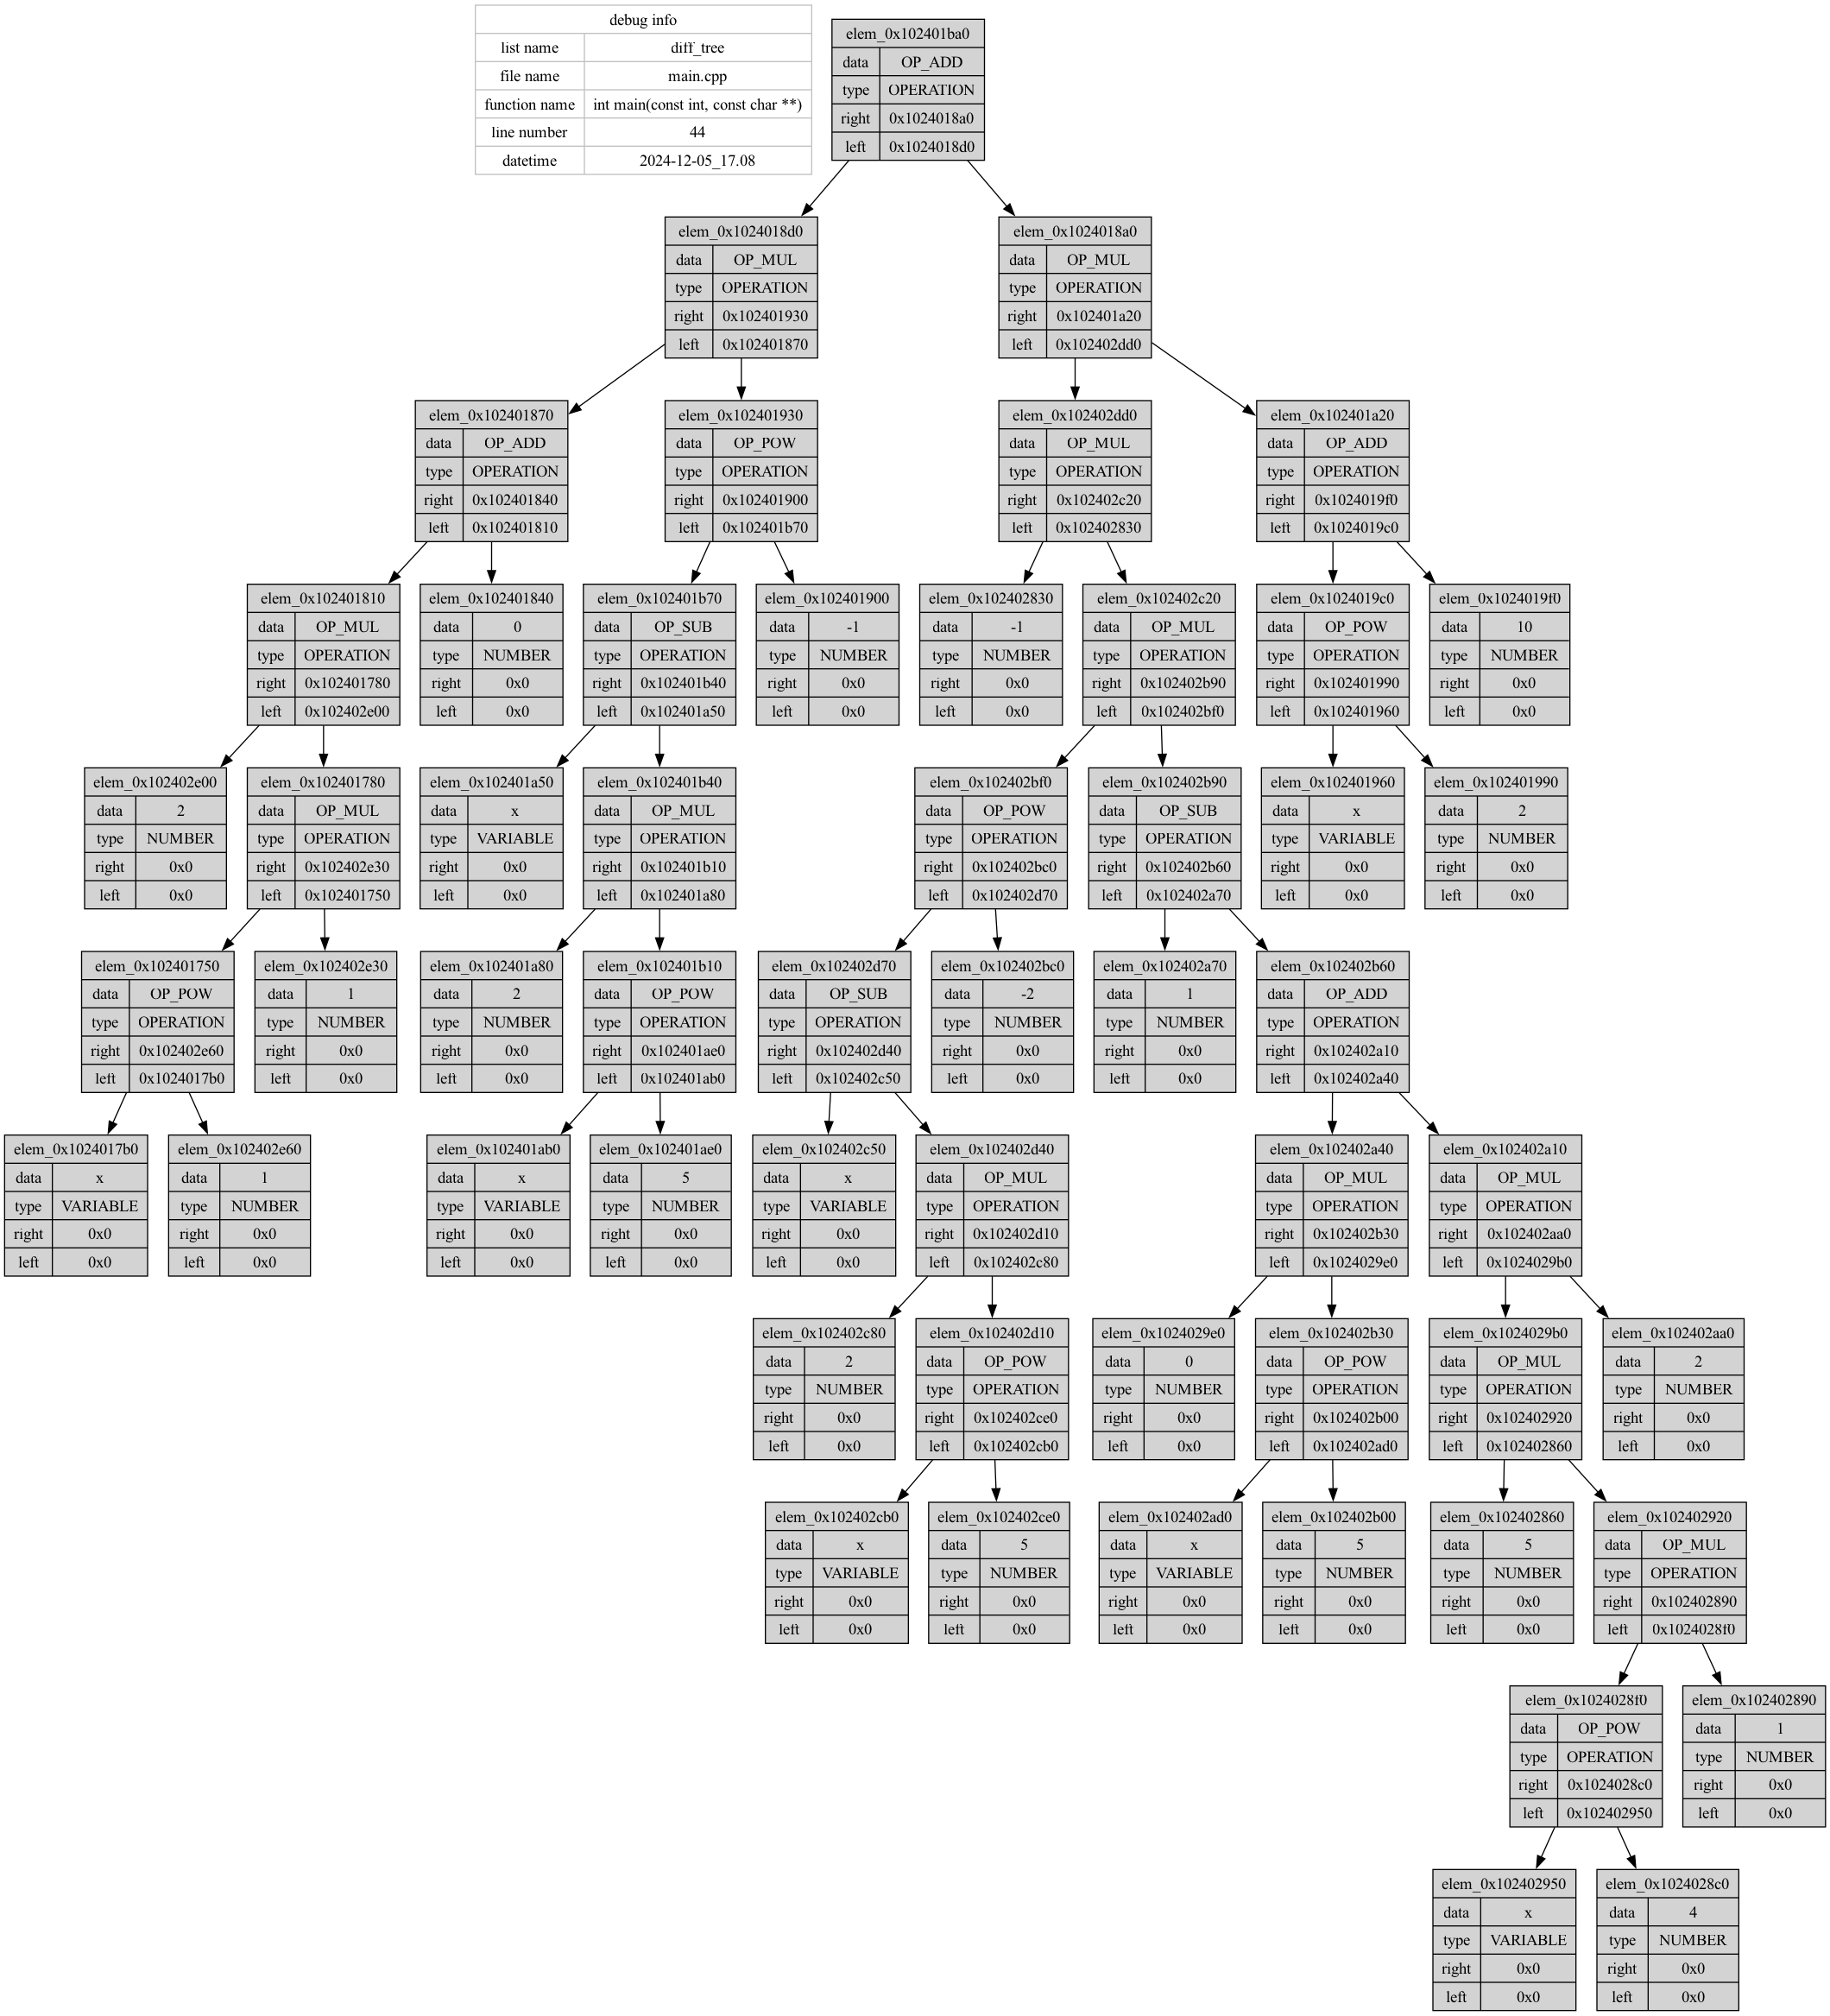 debug info
list name diff_tree
file name main.cpp
function name int main(const int, const char **)
line number 44
datetime 2024-12-05_17.08
elem_0x102401ba0
data OP_ADD
type OPERATION
right 0x1024018a0
left 0x1024018d0
elem_0x1024018d0
data OP_MUL
type OPERATION
right 0x102401930
left 0x102401870
elem_0x1024018a0
data OP_MUL
type OPERATION
right 0x102401a20
left 0x102402dd0
elem_0x102401870
data OP_ADD
type OPERATION
right 0x102401840
left 0x102401810
elem_0x102401930
data OP_POW
type OPERATION
right 0x102401900
left 0x102401b70
elem_0x102402dd0
data OP_MUL
type OPERATION
right 0x102402c20
left 0x102402830
elem_0x102401a20
data OP_ADD
type OPERATION
right 0x1024019f0
left 0x1024019c0
elem_0x102401810
data OP_MUL
type OPERATION
right 0x102401780
left 0x102402e00
elem_0x102401840
data 0
type NUMBER
right 0x0
left 0x0
elem_0x102401b70
data OP_SUB
type OPERATION
right 0x102401b40
left 0x102401a50
elem_0x102401900
data -1
type NUMBER
right 0x0
left 0x0
elem_0x102402830
data -1
type NUMBER
right 0x0
left 0x0
elem_0x102402c20
data OP_MUL
type OPERATION
right 0x102402b90
left 0x102402bf0
elem_0x1024019c0
data OP_POW
type OPERATION
right 0x102401990
left 0x102401960
elem_0x1024019f0
data 10
type NUMBER
right 0x0
left 0x0
elem_0x102402e00
data 2
type NUMBER
right 0x0
left 0x0
elem_0x102401780
data OP_MUL
type OPERATION
right 0x102402e30
left 0x102401750
elem_0x102401a50
data x
type VARIABLE
right 0x0
left 0x0
elem_0x102401b40
data OP_MUL
type OPERATION
right 0x102401b10
left 0x102401a80
elem_0x102402bf0
data OP_POW
type OPERATION
right 0x102402bc0
left 0x102402d70
elem_0x102402b90
data OP_SUB
type OPERATION
right 0x102402b60
left 0x102402a70
elem_0x102401960
data x
type VARIABLE
right 0x0
left 0x0
elem_0x102401990
data 2
type NUMBER
right 0x0
left 0x0
elem_0x102401750
data OP_POW
type OPERATION
right 0x102402e60
left 0x1024017b0
elem_0x102402e30
data 1
type NUMBER
right 0x0
left 0x0
elem_0x102401a80
data 2
type NUMBER
right 0x0
left 0x0
elem_0x102401b10
data OP_POW
type OPERATION
right 0x102401ae0
left 0x102401ab0
elem_0x102402d70
data OP_SUB
type OPERATION
right 0x102402d40
left 0x102402c50
elem_0x102402bc0
data -2
type NUMBER
right 0x0
left 0x0
elem_0x102402a70
data 1
type NUMBER
right 0x0
left 0x0
elem_0x102402b60
data OP_ADD
type OPERATION
right 0x102402a10
left 0x102402a40
elem_0x1024017b0
data x
type VARIABLE
right 0x0
left 0x0
elem_0x102402e60
data 1
type NUMBER
right 0x0
left 0x0
elem_0x102401ab0
data x
type VARIABLE
right 0x0
left 0x0
elem_0x102401ae0
data 5
type NUMBER
right 0x0
left 0x0
elem_0x102402c50
data x
type VARIABLE
right 0x0
left 0x0
elem_0x102402d40
data OP_MUL
type OPERATION
right 0x102402d10
left 0x102402c80
elem_0x102402a40
data OP_MUL
type OPERATION
right 0x102402b30
left 0x1024029e0
elem_0x102402a10
data OP_MUL
type OPERATION
right 0x102402aa0
left 0x1024029b0
elem_0x102402c80
data 2
type NUMBER
right 0x0
left 0x0
elem_0x102402d10
data OP_POW
type OPERATION
right 0x102402ce0
left 0x102402cb0
elem_0x1024029e0
data 0
type NUMBER
right 0x0
left 0x0
elem_0x102402b30
data OP_POW
type OPERATION
right 0x102402b00
left 0x102402ad0
elem_0x1024029b0
data OP_MUL
type OPERATION
right 0x102402920
left 0x102402860
elem_0x102402aa0
data 2
type NUMBER
right 0x0
left 0x0
elem_0x102402cb0
data x
type VARIABLE
right 0x0
left 0x0
elem_0x102402ce0
data 5
type NUMBER
right 0x0
left 0x0
elem_0x102402ad0
data x
type VARIABLE
right 0x0
left 0x0
elem_0x102402b00
data 5
type NUMBER
right 0x0
left 0x0
elem_0x102402860
data 5
type NUMBER
right 0x0
left 0x0
elem_0x102402920
data OP_MUL
type OPERATION
right 0x102402890
left 0x1024028f0
elem_0x1024028f0
data OP_POW
type OPERATION
right 0x1024028c0
left 0x102402950
elem_0x102402890
data 1
type NUMBER
right 0x0
left 0x0
elem_0x102402950
data x
type VARIABLE
right 0x0
left 0x0
elem_0x1024028c0
data 4
type NUMBER
right 0x0
left 0x0